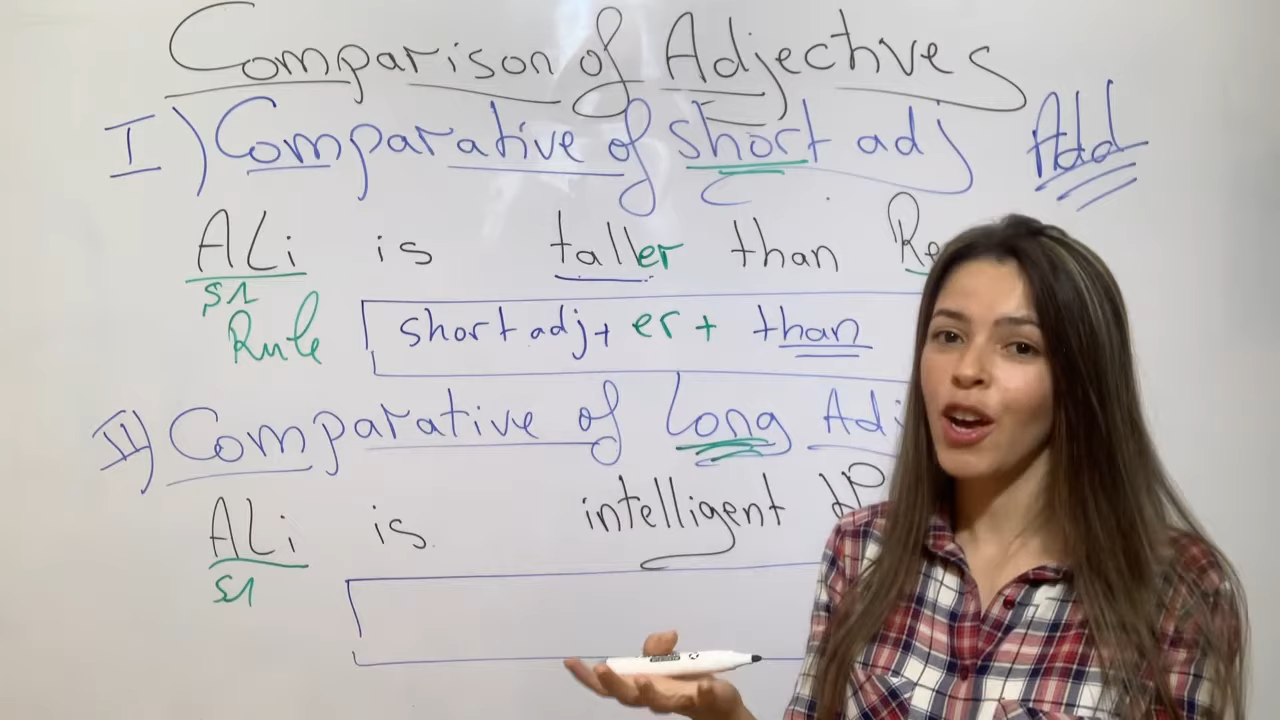 Comparison of Adjectives
I) Comparative of short adj Add
ALi is taller than Re
S1
Rule short adj + er + than
II) Comparative of Long Adj
ALi is intelligent
S1